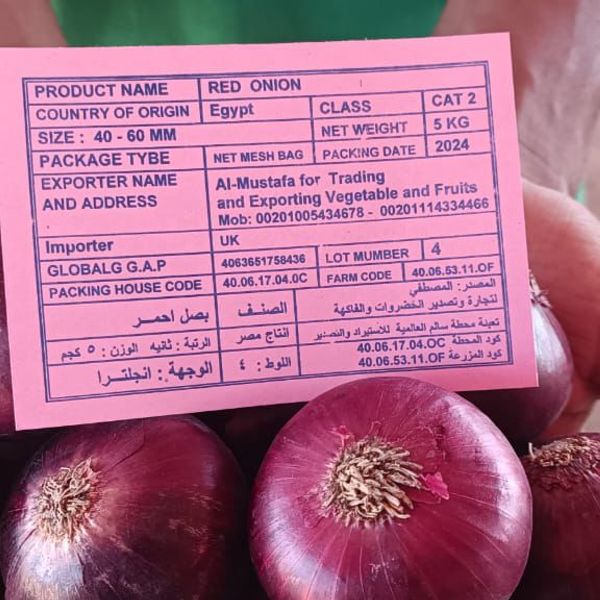 PRODUCT NAME RED ONION
COUNTRY OF ORIGIN Egypt CLASS CAT 2
SIZE : 40 - 60 MM NET WEIGHT 5 KG
PACKAGE TYBE NET MESH BAG PACKING DATE 2024
EXPORTER NAME AND ADDRESS
Al-Mustafa for Trading
and Exporting Vegetable and Fruits
Mob: 00201005434678 - 00201114334466
Importer UK
GLOBALG G.A.P 4063651758436 LOT MUMBER 4
PACKING HOUSE CODE 40.06.17.04.0C FARM CODE 40.06.53.11.OF
المصدر: المصطفي
لتجارة وتصدير الخضروات والفاكهة
الصنف بصل احمر
تعبئة محطة سالم العالمية للاستيراد والتصدير
كود المحطة 40.06.17.04.OC
كود المزرعة 40.06.53.11.OF
انتاج مصر الرتبة : ثانيه الوزن : ٥ كجم
اللوط : ٤ الوجهة : انجلترا